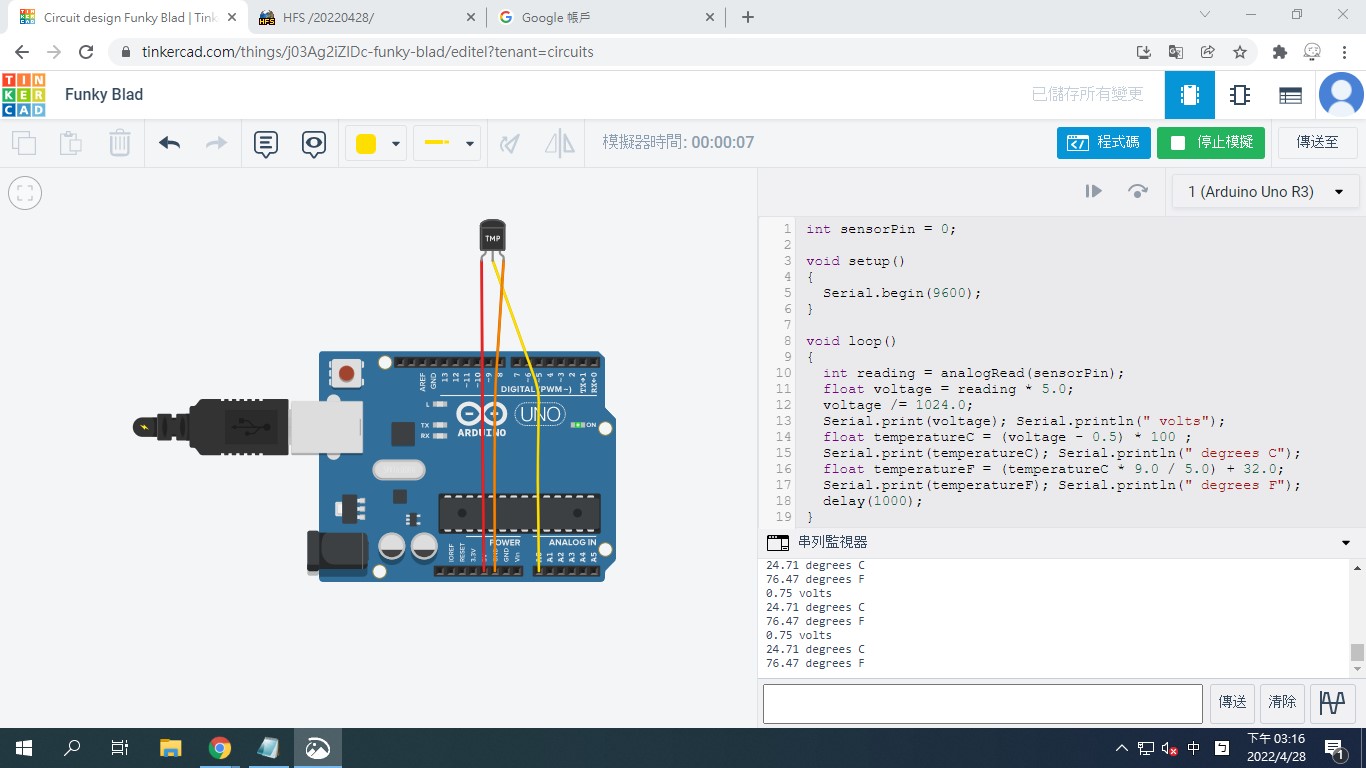 Circuit design Funky Blad | Tink
HFS /20220428/
Google 帳戶
tinkercad.com/things/j03Ag2iZIDc-funky-blad/editel?tenant=circuits
TIN
KER
CAD
Funky Blad
已儲存所有變更
模擬器時間: 00:00:07
程式碼
停止模擬
傳送至
1 (Arduino Uno R3)
TMP
AREF
GND
13
12
~11
~10
~9
8
7
~6
~5
4
~3
2
TX→1
RX←0
DIGITAL (PWM~)
L
TX
RX
ARDUINO
UNO
ON
POWER
ANALOG IN
IOREF
RESET
3.3V
GND
Vin
A0
A1
A2
A3
A4
A5
1 int sensorPin = 0;
2
3 void setup()
4 {
5 Serial.begin(9600);
6 }
7
8 void loop()
9 {
10 int reading = analogRead(sensorPin);
11 float voltage = reading * 5.0;
12 voltage /= 1024.0;
13 Serial.print(voltage); Serial.println(" volts");
14 float temperatureC = (voltage - 0.5) * 100 ;
15 Serial.print(temperatureC); Serial.println(" degrees C");
16 float temperatureF = (temperatureC * 9.0 / 5.0) + 32.0;
17 Serial.print(temperatureF); Serial.println(" degrees F");
18 delay(1000);
19 }
串列監視器
24.71 degrees C
76.47 degrees F
0.75 volts
24.71 degrees C
76.47 degrees F
0.75 volts
24.71 degrees C
76.47 degrees F
傳送
清除
中
下午 03:16
2022/4/28
1